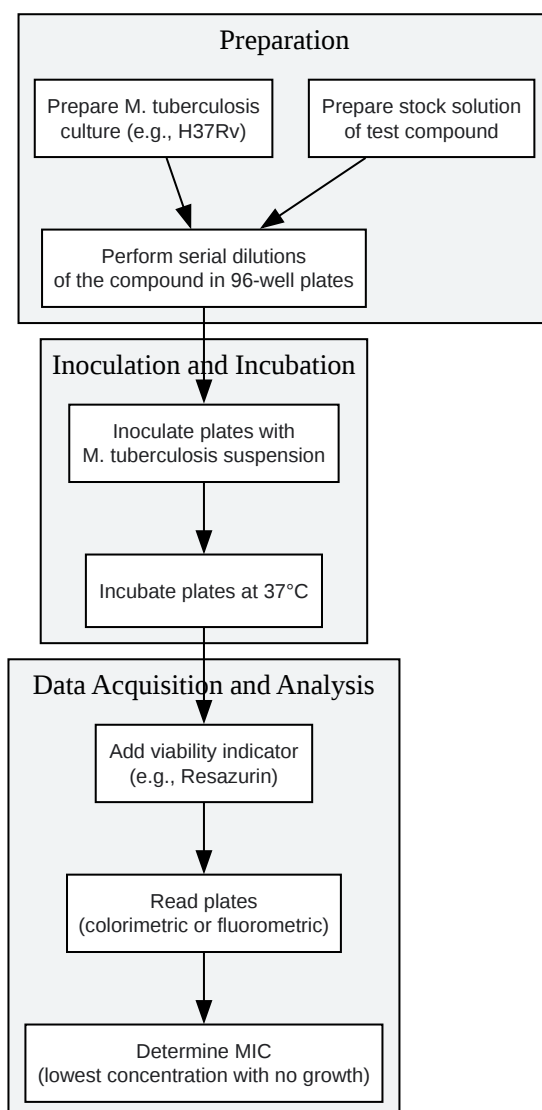 Preparation
Prepare M. tuberculosis
culture (e.g., H37Rv)
Prepare stock solution
of test compound
Perform serial dilutions
of the compound in 96-well plates
Inoculation and Incubation
Inoculate plates with
M. tuberculosis suspension
Incubate plates at 37°C
Data Acquisition and Analysis
Add viability indicator
(e.g., Resazurin)
Read plates
(colorimetric or fluorometric)
Determine MIC
(lowest concentration with no growth)